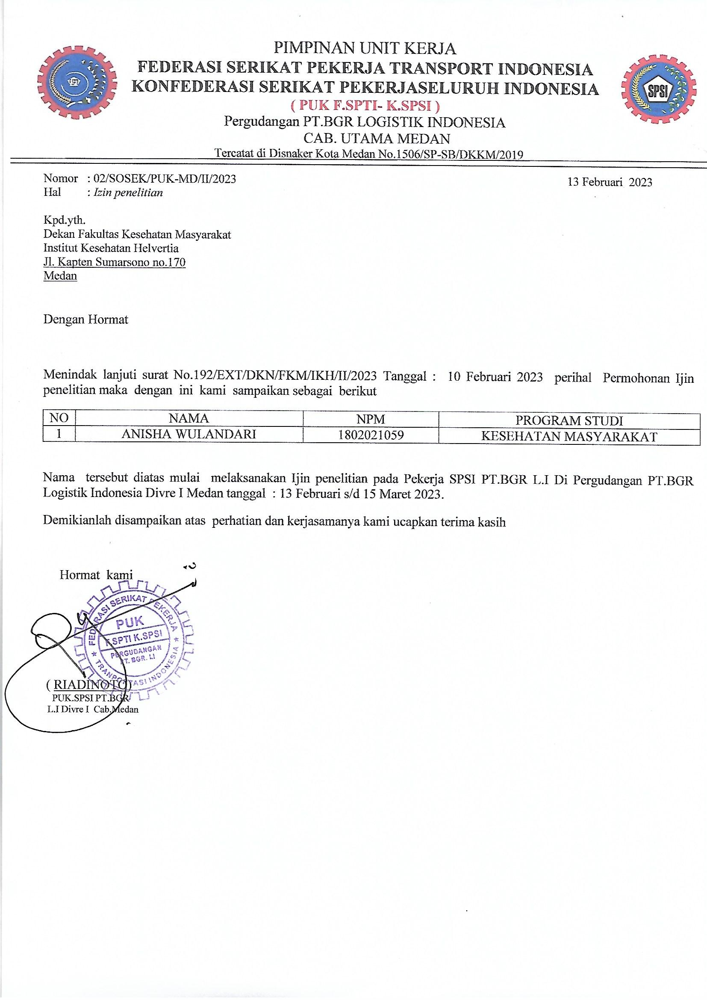 PIMPINAN UNIT KERJA
FEDERASI SERIKAT PEKERJA TRANSPORT INDONESIA
KONFEDERASI SERIKAT PEKERJASELURUH INDONESIA
( PUK F.SPTI- K.SPSI )
Pergudangan PT.BGR LOGISTIK INDONESIA
CAB. UTAMA MEDAN
Tercatat di Disnaker Kota Medan No.1506/SP-SB/DKKM/2019
SPSI
Nomor : 02/SOSEK/PUK-MD/II/2023
13 Februari 2023
Hal : Izin penelitian
Kpd.yth.
Dekan Fakultas Kesehatan Masyarakat
Institut Kesehatan Helvertia
Jl. Kapten Sumarsono no.170
Medan
Dengan Hormat
Menindak lanjuti surat No.192/EXT/DKN/FKM/IKH/II/2023 Tanggal : 10 Februari 2023 perihal Permohonan Ijin
penelitian maka dengan ini kami sampaikan sebagai berikut
NO NAMA NPM PROGRAM STUDI
1 ANISHA WULANDARI 1802021059 KESEHATAN MASYARAKAT
Nama tersebut diatas mulai melaksanakan Ijin penelitian pada Pekerja SPSI PT.BGR L.I Di Pergudangan PT.BGR
Logistik Indonesia Divre I Medan tanggal : 13 Februari s/d 15 Maret 2023.
Demikianlah disampaikan atas perhatian dan kerjasamanya kami ucapkan terima kasih
Hormat kami
FEDERASI SERIKAT PEKERJA
PUK
F.SPTI K.SPSI
PERGUDANGAN
PT. BGR. LI
TRANPORTASI INDONESIA
( RIADINOTO)
PUK.SPSI PT.BGR
L.I Divre I Cab.Medan